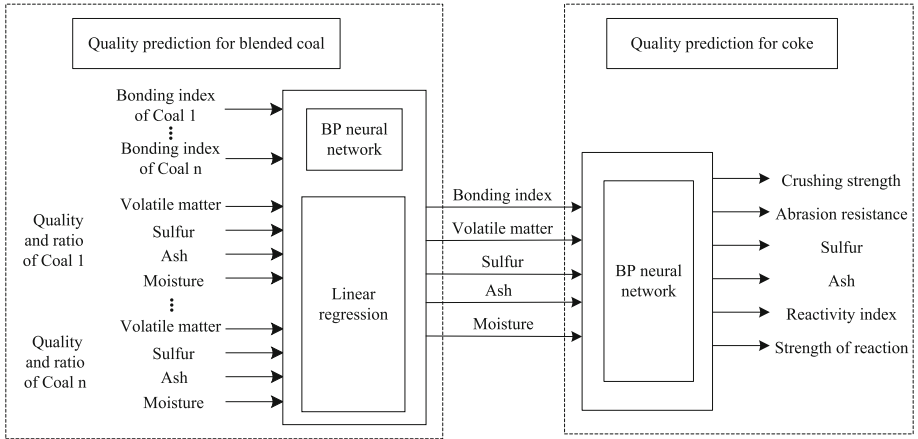 Quality prediction for blended coal
Bonding index
of Coal 1
Bonding index
of Coal n
Quality
and ratio
of Coal 1
Volatile matter
Sulfur
Ash
Moisture
Quality
and ratio
of Coal n
Volatile matter
Sulfur
Ash
Moisture
BP neural
network
Linear
regression
Bonding index
Volatile matter
Sulfur
Ash
Moisture
Quality prediction for coke
BP neural
network
Crushing strength
Abrasion resistance
Sulfur
Ash
Reactivity index
Strength of reaction